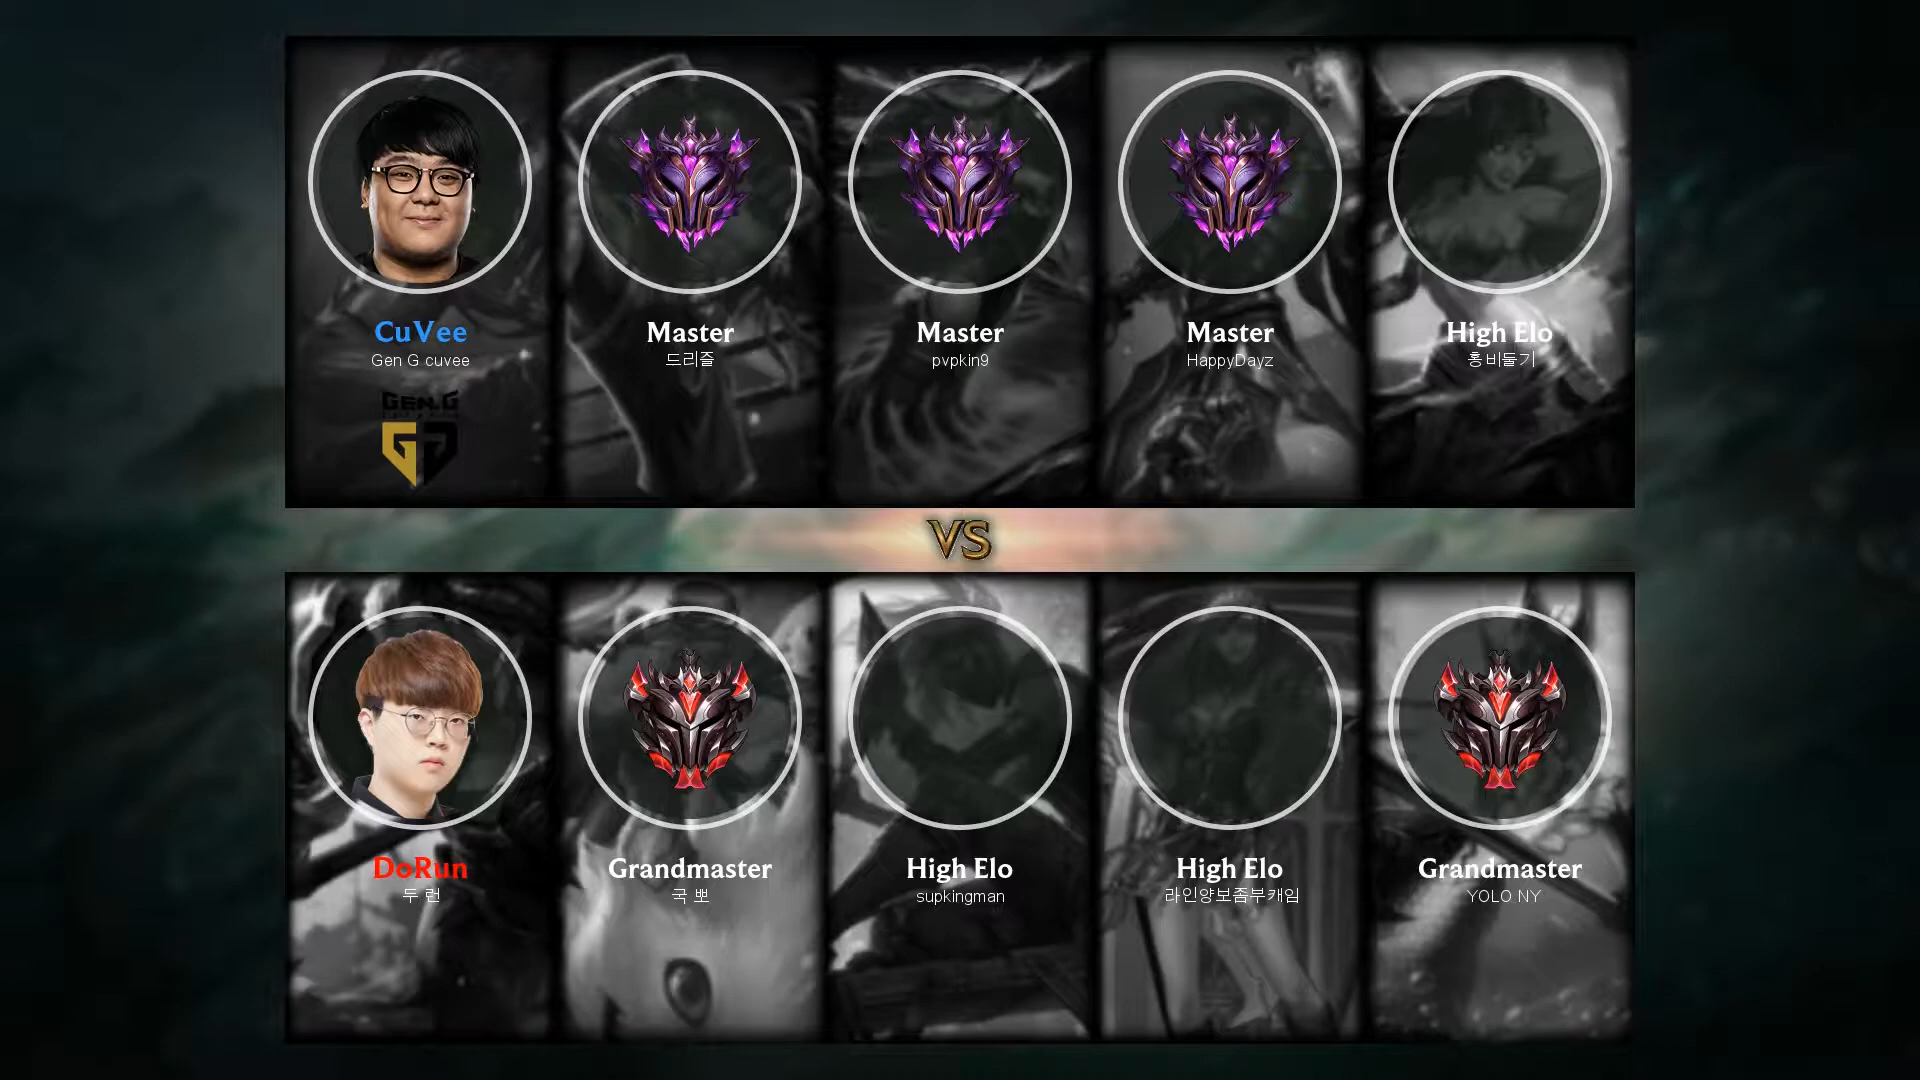 CuVee
Gen G cuvee
GEN.G
Master
드리즐
Master
pvpkin9
Master
HappyDayz
High Elo
홍비둘기
VS
DoRun
두 런
Grandmaster
국 뽀
High Elo
supkingman
High Elo
라인양보좀부캐임
Grandmaster
YOLO NY